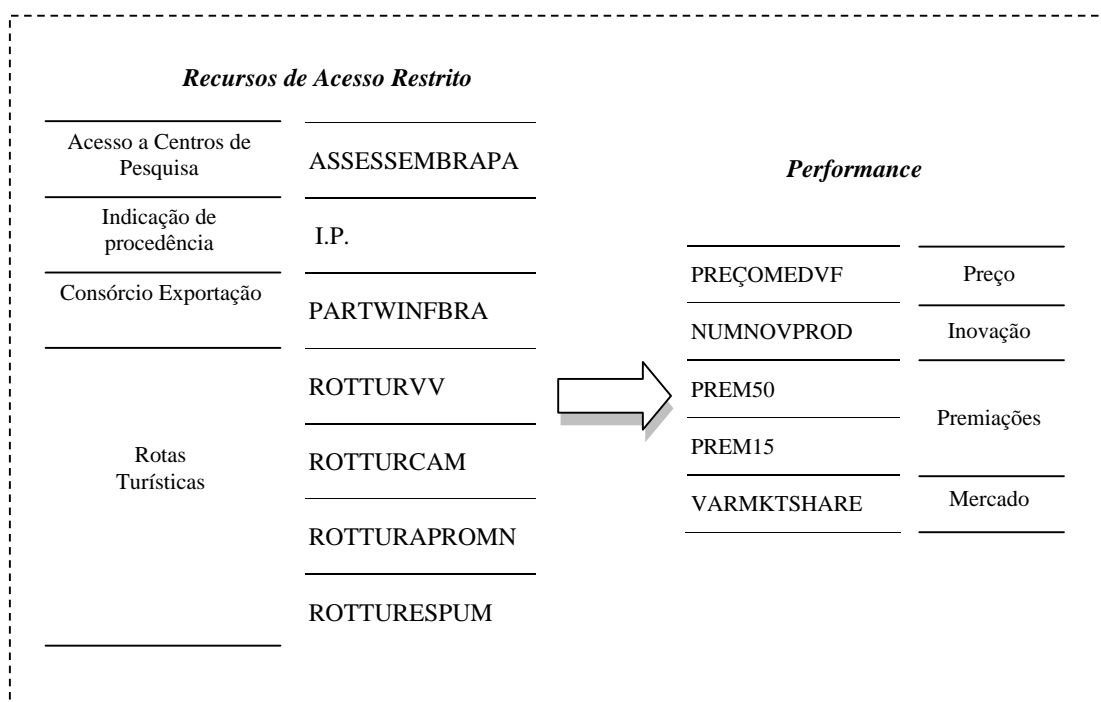 Recursos de Acesso Restrito
Acesso a Centros de
Pesquisa
ASSESSEMBRAPA
Indicação de
procedência
I.P.
Consórcio Exportação
PARTWINFBRA
Rotas
Turísticas
ROTTURVV
ROTTURCAM
ROTTURAPROMN
ROTTURESPUM
Performance
PREÇOMEDVF
Preço
NUMNOVPROD
Inovação
PREM50
PREM15
Premiações
VARMKTSHARE
Mercado